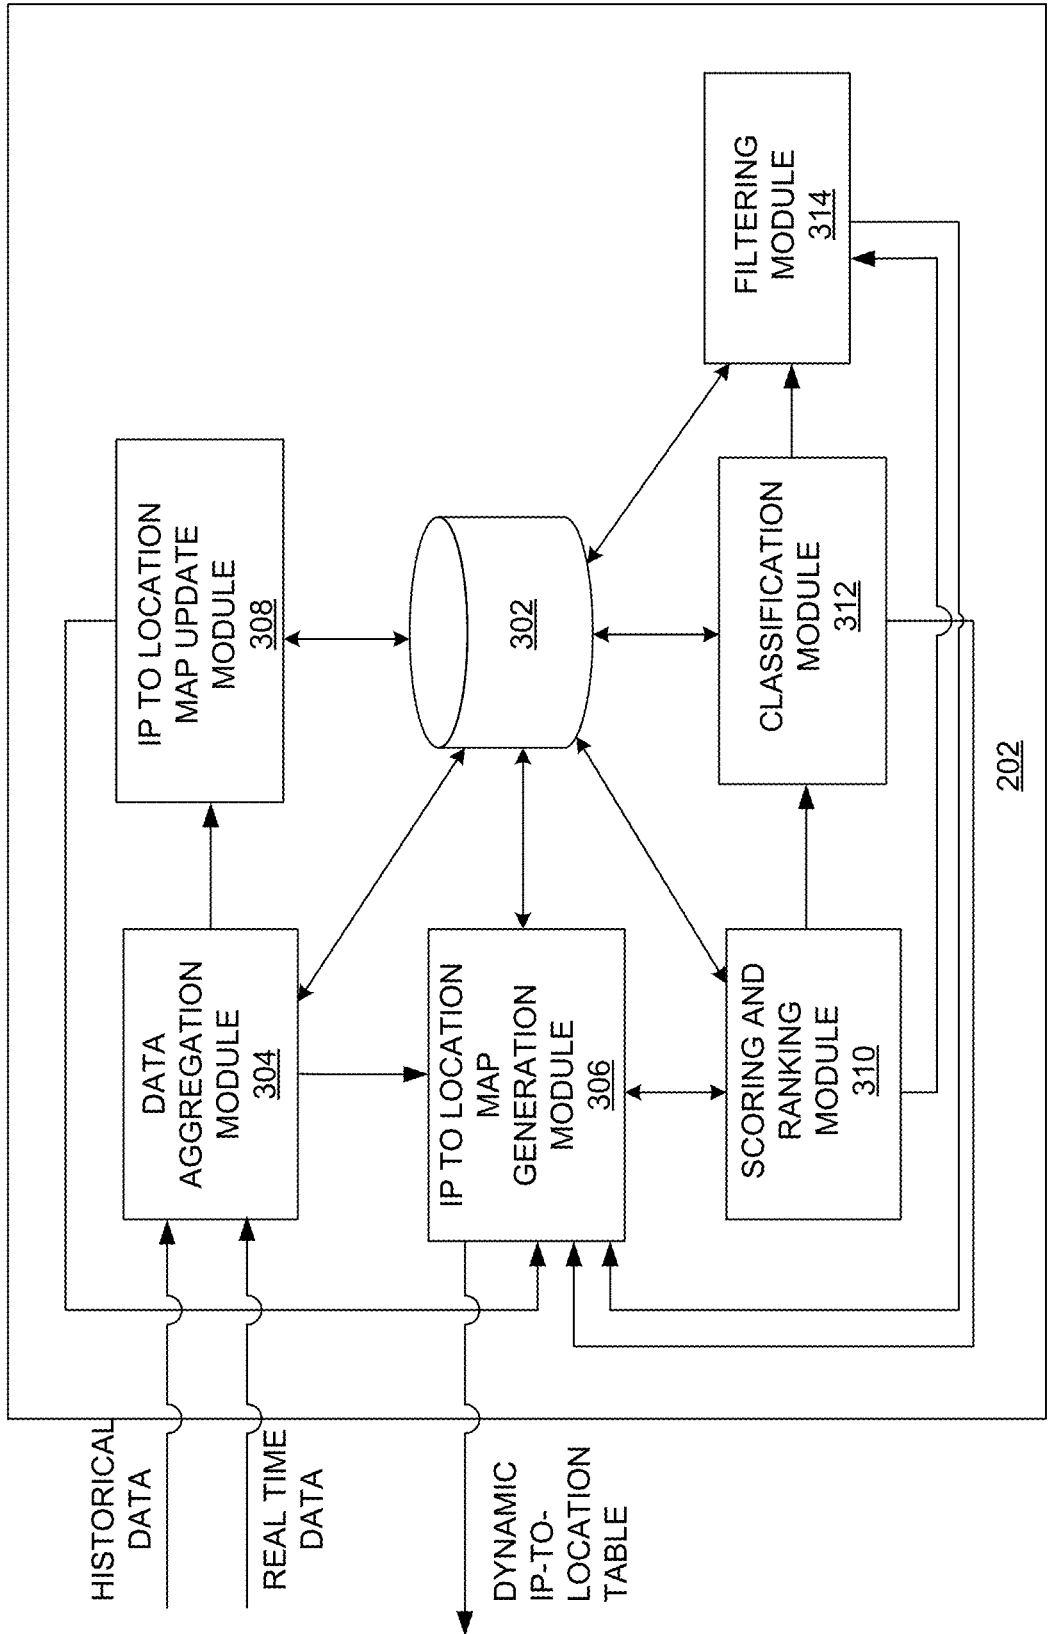 HISTORICAL
DATA
REAL TIME
DATA
DYNAMIC
IP-TO-
LOCATION
TABLE
DATA
AGGREGATION
MODULE
304
IP TO LOCATION
MAP UPDATE
MODULE
308
IP TO LOCATION
MAP
GENERATION
MODULE
306
302
SCORING AND
RANKING
MODULE
310
CLASSIFICATION
MODULE
312
FILTERING
MODULE
314
202